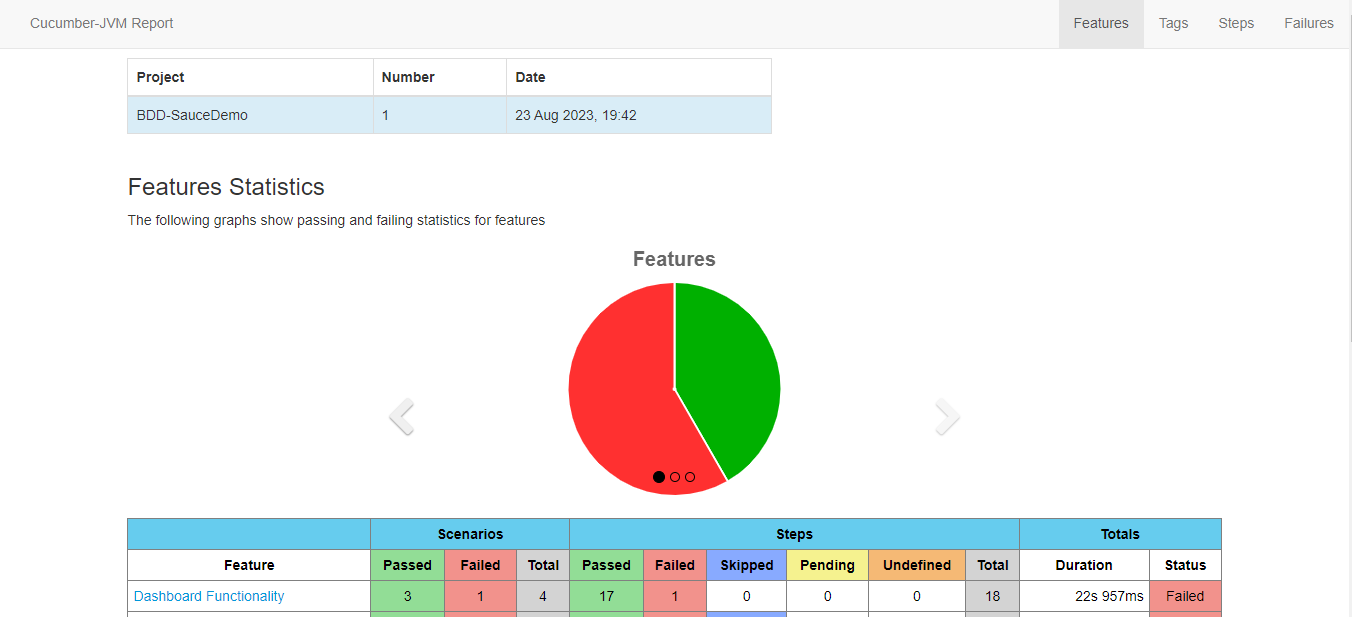 Cucumber-JVM Report Features Tags Steps Failures
Project Number Date
BDD-SauceDemo 1 23 Aug 2023, 19:42
Features Statistics
The following graphs show passing and failing statistics for features
Features
Scenarios Steps Totals
Feature Passed Failed Total Passed Failed Skipped Pending Undefined Total Duration Status
Dashboard Functionality 3 1 4 17 1 0 0 0 18 22s 957ms Failed